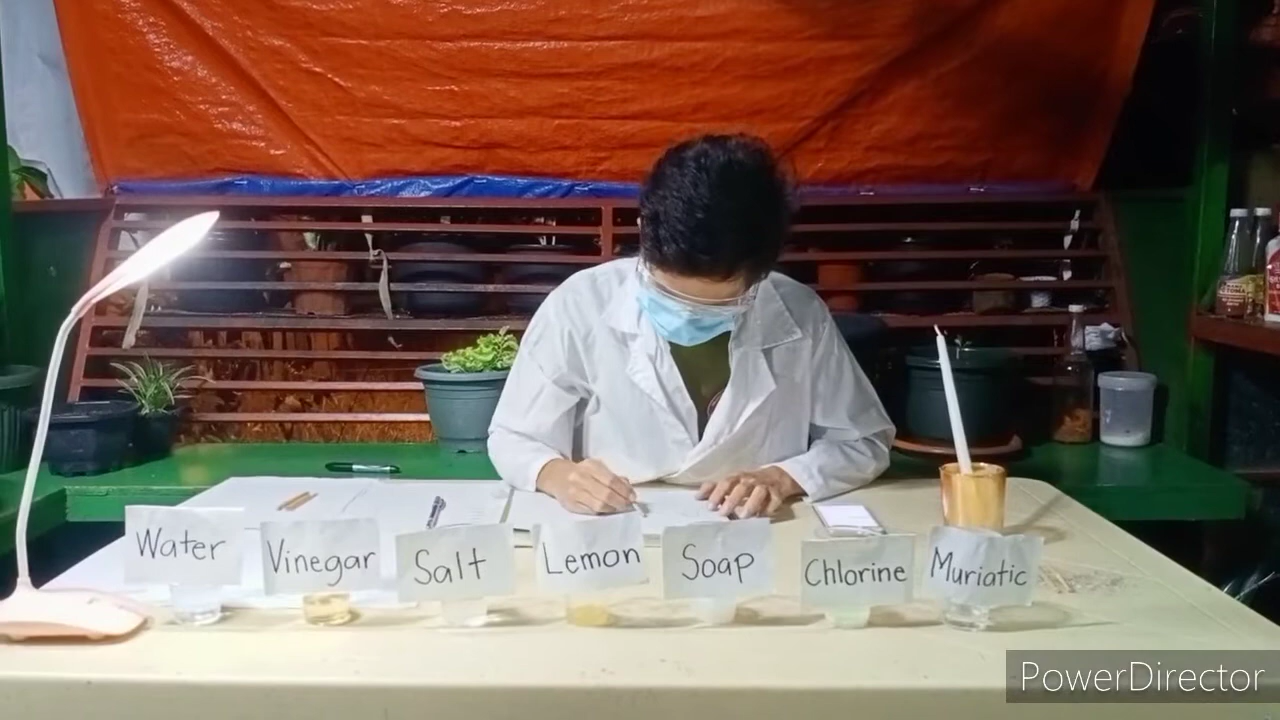 Water
Vinegar
Salt
Lemon
Soap
Chlorine
Muriatic
PowerDirector